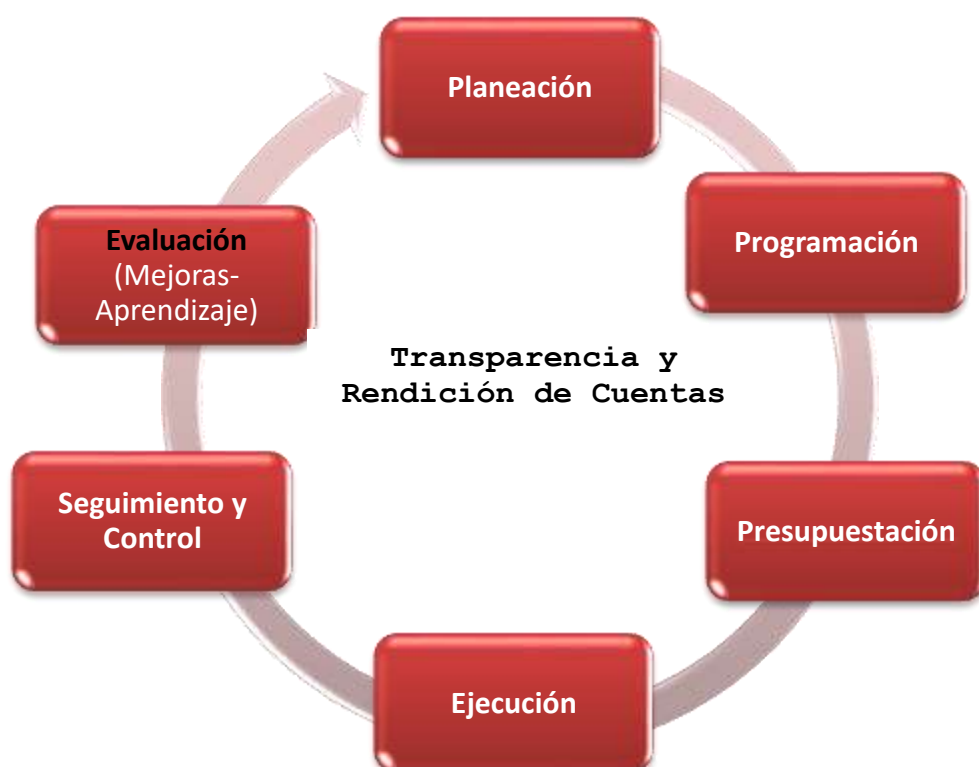 Planeación
Programación
Presupuestación
Ejecución
Seguimiento y
Control
Evaluación
(Mejoras-
Aprendizaje)
Transparencia y
Rendición de Cuentas